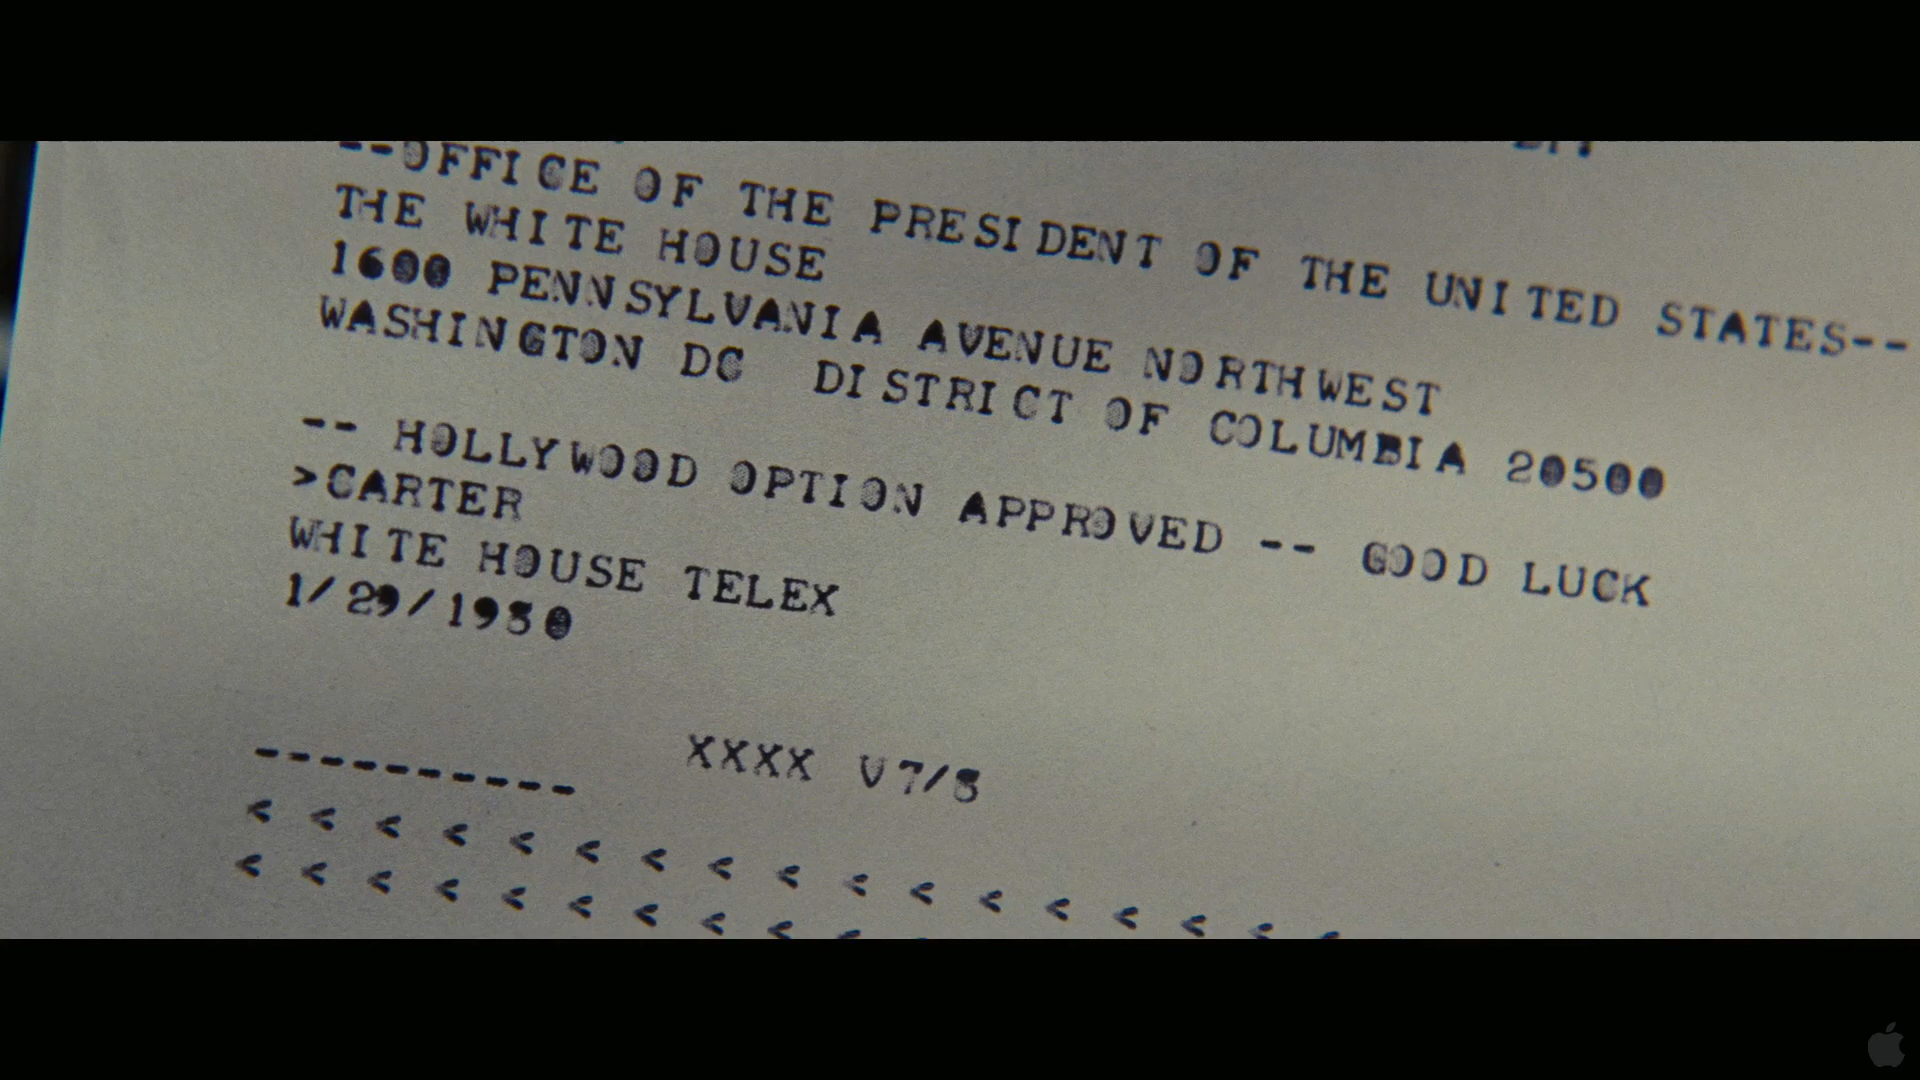 --OFFICE OF THE PRESIDENT OF THE UNITED STATES--
THE WHITE HOUSE
1600 PENNSYLVANIA AVENUE NORTHWEST
WASHINGTON DC  DISTRICT OF COLUMBIA 20500
-- HOLLYWOOD OPTION APPROVED -- GOOD LUCK
>CARTER
WHITE HOUSE TELEX
1/29/1980
----------   XXXX V7/8
< < < < < < < < < < < < < < < < <
< < < < < < < < < <